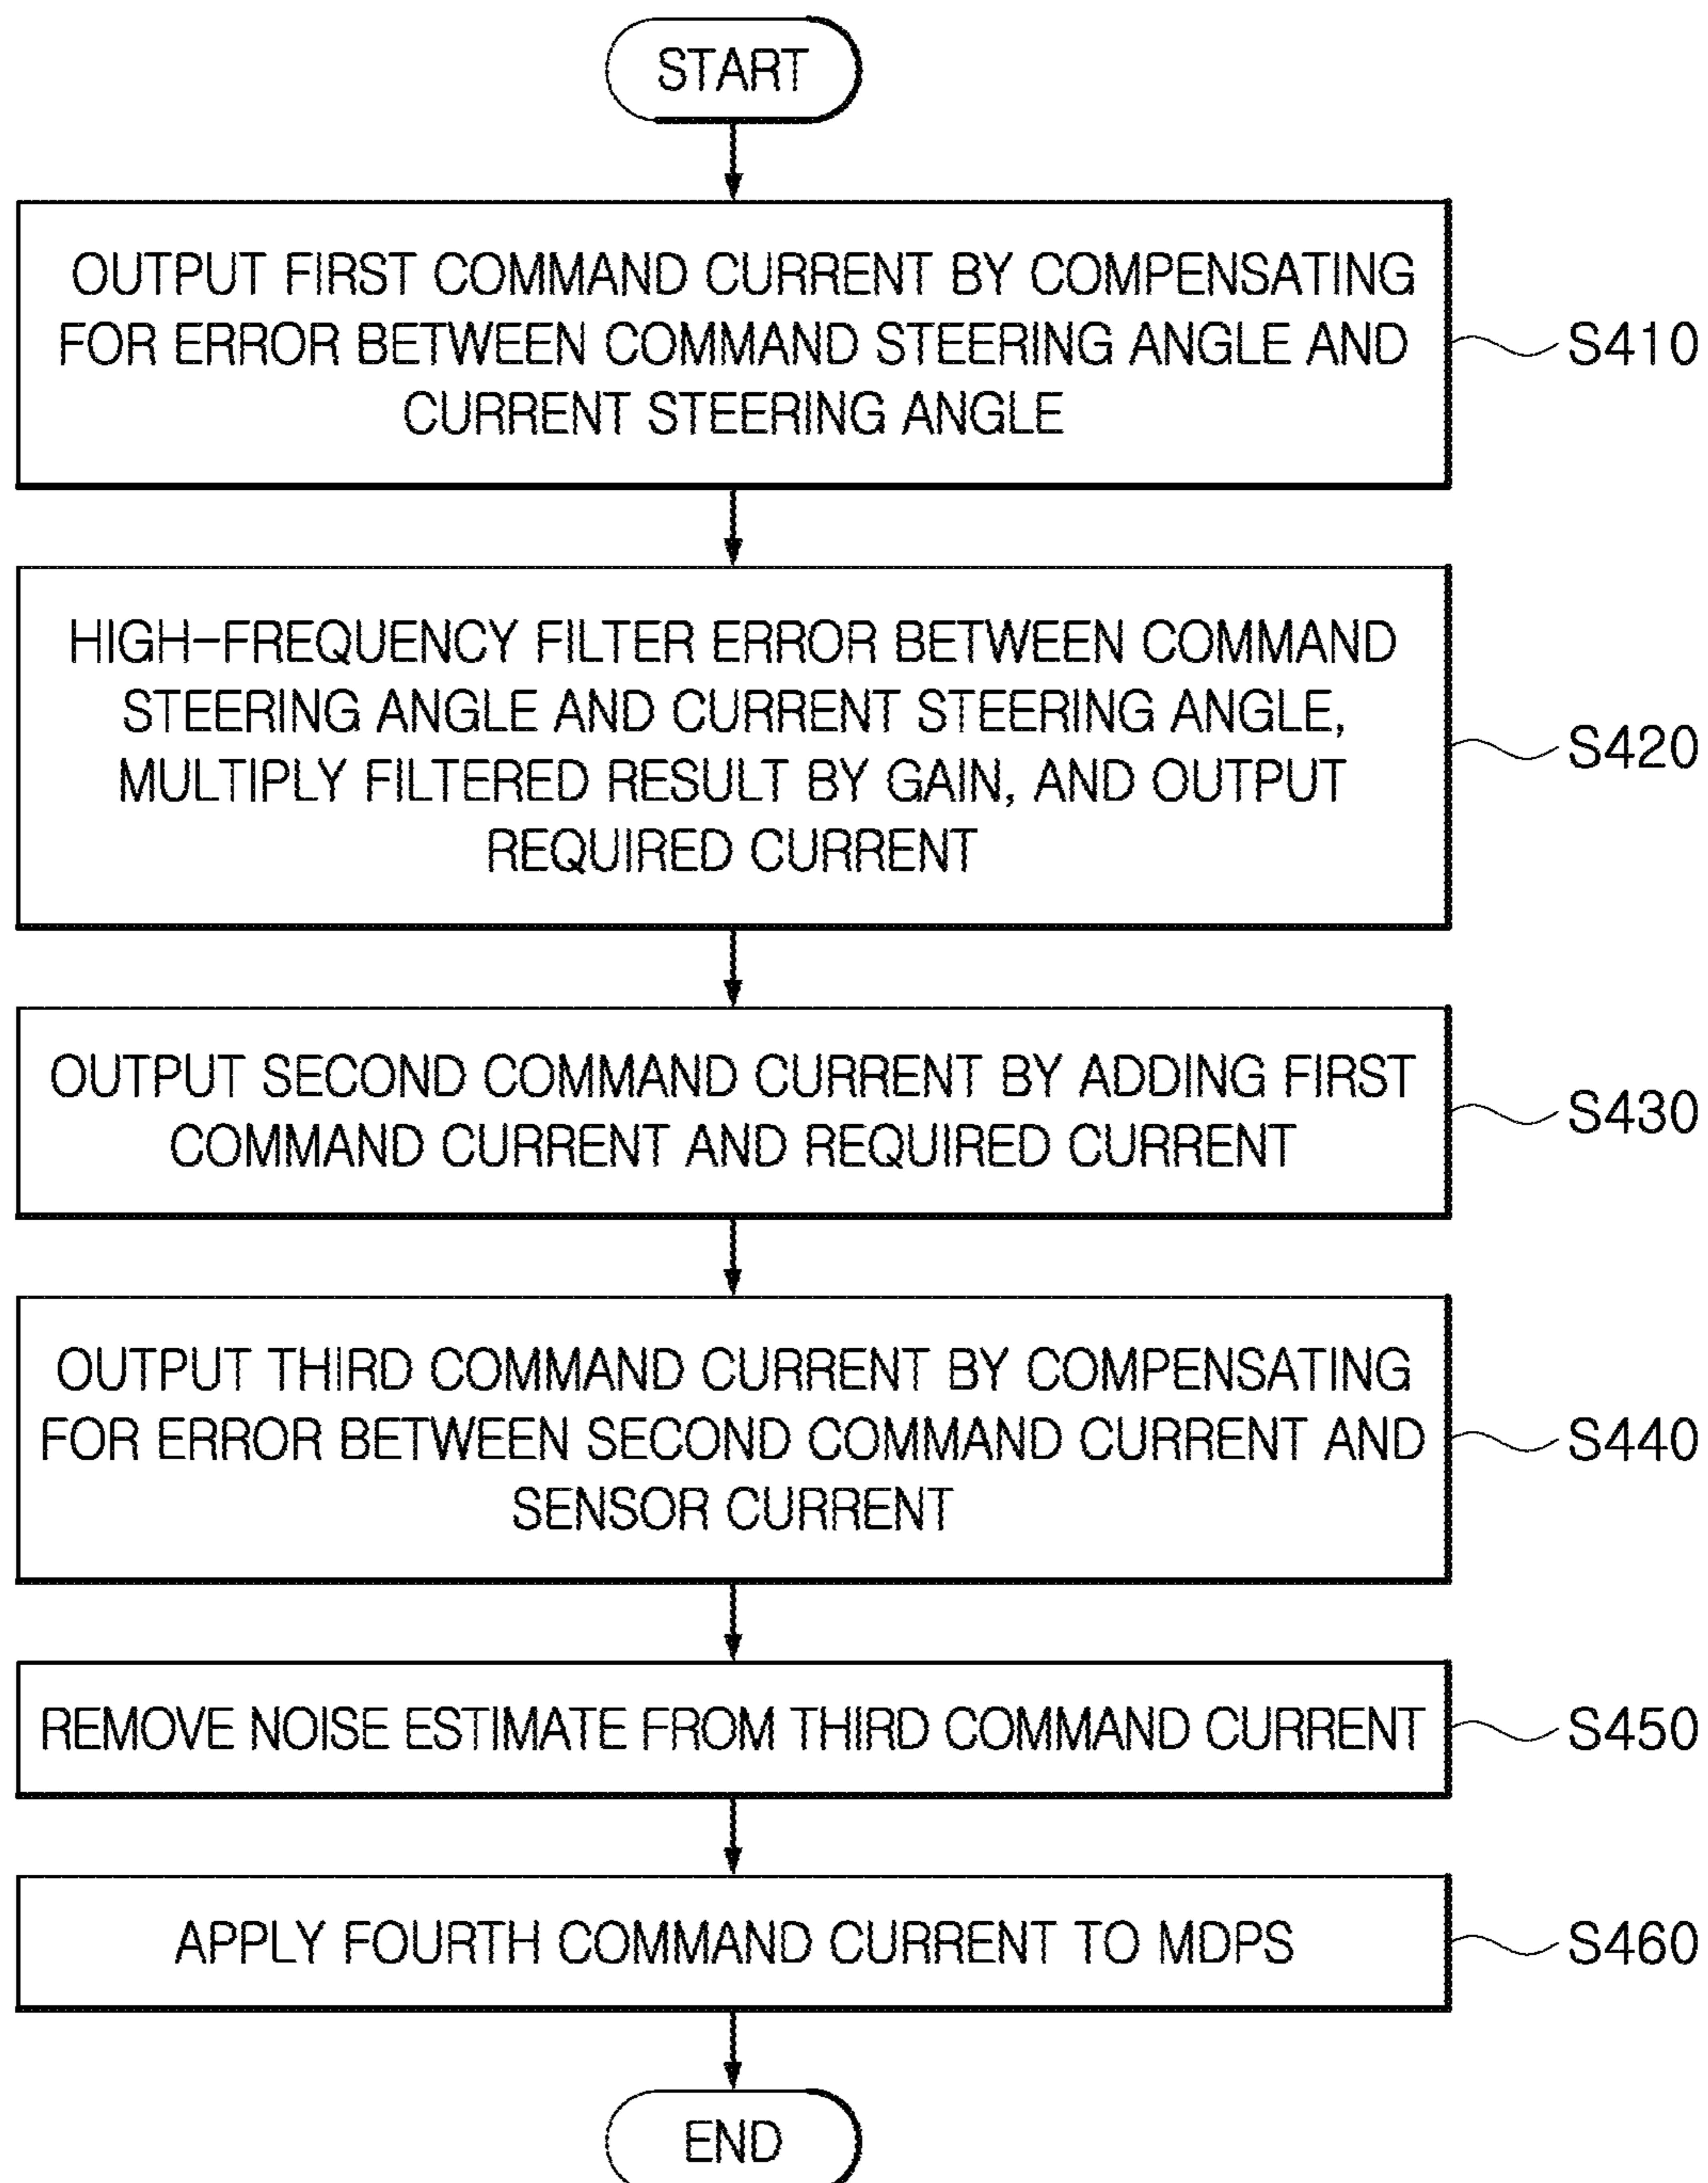 START
OUTPUT FIRST COMMAND CURRENT BY COMPENSATING
FOR ERROR BETWEEN COMMAND STEERING ANGLE AND
CURRENT STEERING ANGLE
S410
HIGH-FREQUENCY FILTER ERROR BETWEEN COMMAND
STEERING ANGLE AND CURRENT STEERING ANGLE,
MULTIPLY FILTERED RESULT BY GAIN, AND OUTPUT
REQUIRED CURRENT
S420
OUTPUT SECOND COMMAND CURRENT BY ADDING FIRST
COMMAND CURRENT AND REQUIRED CURRENT
S430
OUTPUT THIRD COMMAND CURRENT BY COMPENSATING
FOR ERROR BETWEEN SECOND COMMAND CURRENT AND
SENSOR CURRENT
S440
REMOVE NOISE ESTIMATE FROM THIRD COMMAND CURRENT
S450
APPLY FOURTH COMMAND CURRENT TO MDPS
S460
END